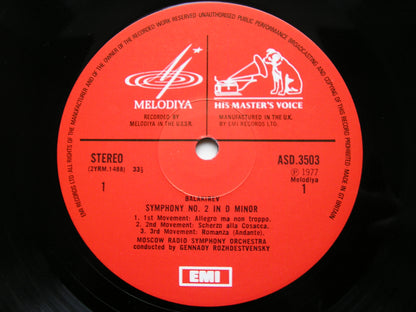 ALL RIGHTS OF THE MANUFACTURER AND OF THE OWNER OF THE RECORDED WORK RESERVED UNAUTHORISED PUBLIC PERFORMANCE BROADCASTING AND COPYING OF THIS RECORD PROHIBITED MADE IN GT BRITAIN
EMI RECORDS LTD.
MELODIYA
HIS MASTER'S VOICE
RECORDED BY
MELODIYA IN THE U.S.S.R.
MANUFACTURED IN THE U.K.
BY EMI RECORDS LTD.
STEREO
(2YRM.1488) 33⅓
1
ASD.3503
Ⓟ 1977
Melodiya
1
BALAKIREV
SYMPHONY NO. 2 IN D MINOR
1. 1st Movement: Allegro ma non troppo.
2. 2nd Movement: Scherzo alla Cosacca.
3. 3rd Movement: Romanza (Andante).
MOSCOW RADIO SYMPHONY ORCHESTRA
conducted by GENNADY ROZHDESTVENSKY
EMI